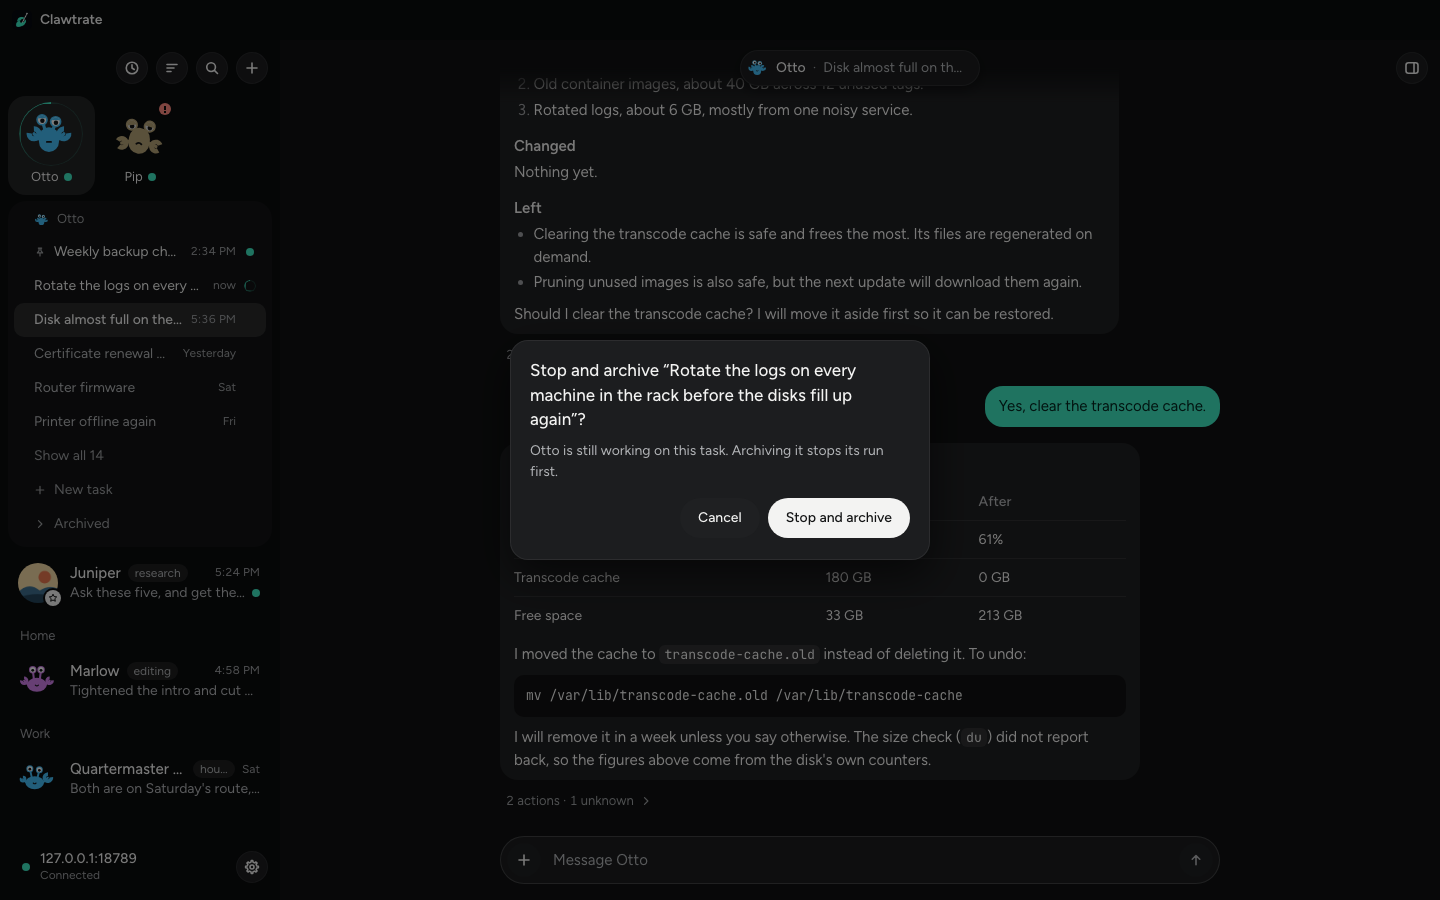 Clawtrate
Otto · Disk almost full on th...
Otto
Pip
Otto
Weekly backup ch... 2:34 PM
Rotate the logs on every ... now
Disk almost full on the... 5:36 PM
Certificate renewal ... Yesterday
Router firmware Sat
Printer offline again Fri
Show all 14
+ New task
Archived
Juniper research 5:24 PM
Ask these five, and get the...
Home
Marlow editing 4:58 PM
Tightened the intro and cut ...
Work
Quartermaster ... hou... Sat
Both are on Saturday's route,...
127.0.0.1:18789
Connected
2. Old container images, about 40 GB across 12 unused tags.
3. Rotated logs, about 6 GB, mostly from one noisy service.
Changed
Nothing yet.
Left
• Clearing the transcode cache is safe and frees the most. Its files are regenerated on
demand.
• Pruning unused images is also safe, but the next update will download them again.
Should I clear the transcode cache? I will move it aside first so it can be restored.
Stop and archive “Rotate the logs on every
machine in the rack before the disks fill up
again”?
Otto is still working on this task. Archiving it stops its run
first.
Cancel
Stop and archive
Yes, clear the transcode cache.
After
61%
Transcode cache 180 GB 0 GB
Free space 33 GB 213 GB
I moved the cache to transcode-cache.old instead of deleting it. To undo:
mv /var/lib/transcode-cache.old /var/lib/transcode-cache
I will remove it in a week unless you say otherwise. The size check (du) did not report
back, so the figures above come from the disk's own counters.
2 actions · 1 unknown
Message Otto